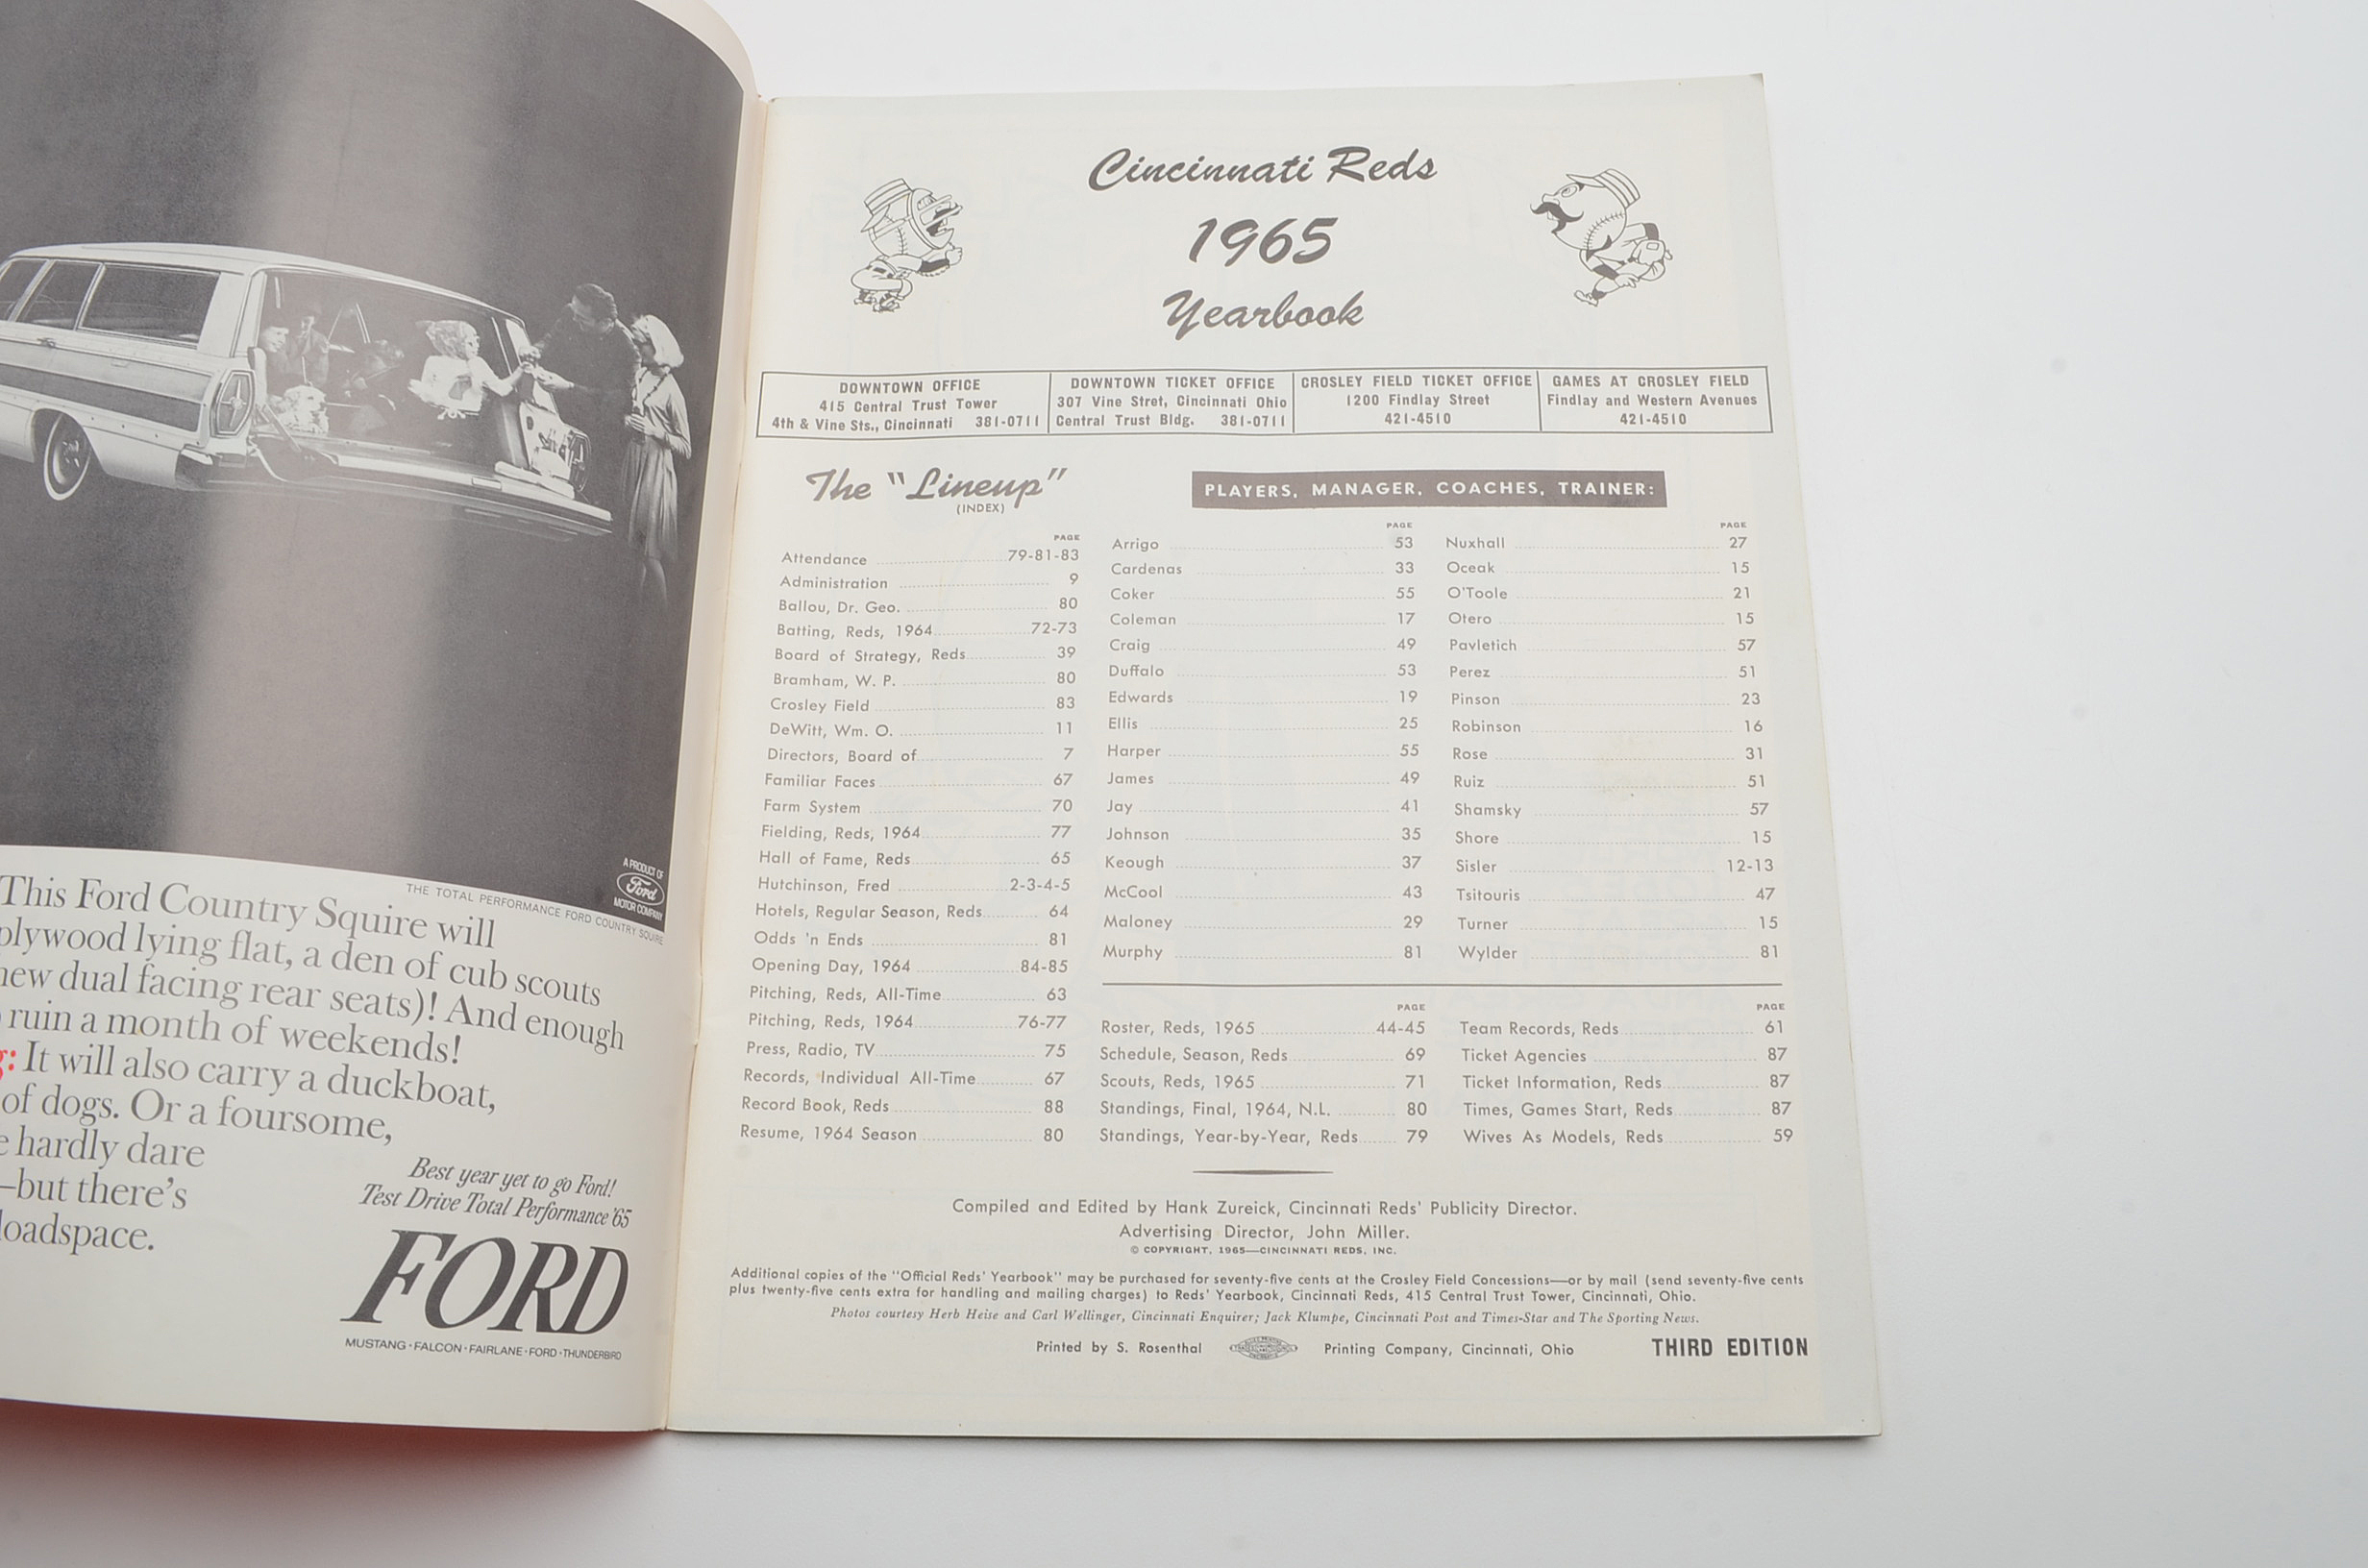 A PRODUCT OF
Ford
MOTOR COMPANY
THE TOTAL PERFORMANCE FORD COUNTRY SQUIRE
This Ford Country Squire will
plywood lying flat, a den of cub scouts
new dual facing rear seats)! And enough
ruin a month of weekends!
g: It will also carry a duckboat,
of dogs. Or a foursome,
e hardly dare
—but there's
loadspace.
Best year yet to go Ford!
Test Drive Total Performance '65
FORD
MUSTANG · FALCON · FAIRLANE · FORD · THUNDERBIRD
Cincinnati Reds
1965
Yearbook
DOWNTOWN OFFICE
415 Central Trust Tower
4th & Vine Sts., Cincinnati 381-0711
DOWNTOWN TICKET OFFICE
307 Vine Stret, Cincinnati Ohio
Central Trust Bldg. 381-0711
CROSLEY FIELD TICKET OFFICE
1200 Findlay Street
421-4510
GAMES AT CROSLEY FIELD
Findlay and Western Avenues
421-4510
The "Lineup"
(INDEX)
PAGE
Attendance 79-81-83
Administration 9
Ballou, Dr. Geo. 80
Batting, Reds, 1964 72-73
Board of Strategy, Reds 39
Bramham, W. P. 80
Crosley Field 83
DeWitt, Wm. O. 11
Directors, Board of 7
Familiar Faces 67
Farm System 70
Fielding, Reds, 1964 77
Hall of Fame, Reds 65
Hutchinson, Fred 2-3-4-5
Hotels, Regular Season, Reds 64
Odds 'n Ends 81
Opening Day, 1964 84-85
Pitching, Reds, All-Time 63
Pitching, Reds, 1964 76-77
Press, Radio, TV 75
Records, Individual All-Time 67
Record Book, Reds 88
Resume, 1964 Season 80
PLAYERS, MANAGER, COACHES, TRAINER:
PAGE
Arrigo 53
Cardenas 33
Coker 55
Coleman 17
Craig 49
Duffalo 53
Edwards 19
Ellis 25
Harper 55
James 49
Jay 41
Johnson 35
Keough 37
McCool 43
Maloney 29
Murphy 81
PAGE
Nuxhall 27
Oceak 15
O'Toole 21
Otero 15
Pavletich 57
Perez 51
Pinson 23
Robinson 16
Rose 31
Ruiz 51
Shamsky 57
Shore 15
Sisler 12-13
Tsitouris 47
Turner 15
Wylder 81
PAGE
Roster, Reds, 1965 44-45
Schedule, Season, Reds 69
Scouts, Reds, 1965 71
Standings, Final, 1964, N.L. 80
Standings, Year-by-Year, Reds 79
PAGE
Team Records, Reds 61
Ticket Agencies 87
Ticket Information, Reds 87
Times, Games Start, Reds 87
Wives As Models, Reds 59
Compiled and Edited by Hank Zureick, Cincinnati Reds' Publicity Director.
Advertising Director, John Miller.
© COPYRIGHT, 1965—CINCINNATI REDS, INC.
Additional copies of the "Official Reds' Yearbook" may be purchased for seventy-five cents at the Crosley Field Concessions—or by mail (send seventy-five cents
plus twenty-five cents extra for handling and mailing charges) to Reds' Yearbook, Cincinnati Reds, 415 Central Trust Tower, Cincinnati, Ohio.
Photos courtesy Herb Heise and Carl Wellinger, Cincinnati Enquirer; Jack Klumpe, Cincinnati Post and Times-Star and The Sporting News.
Printed by S. Rosenthal Printing Company, Cincinnati, Ohio
THIRD EDITION